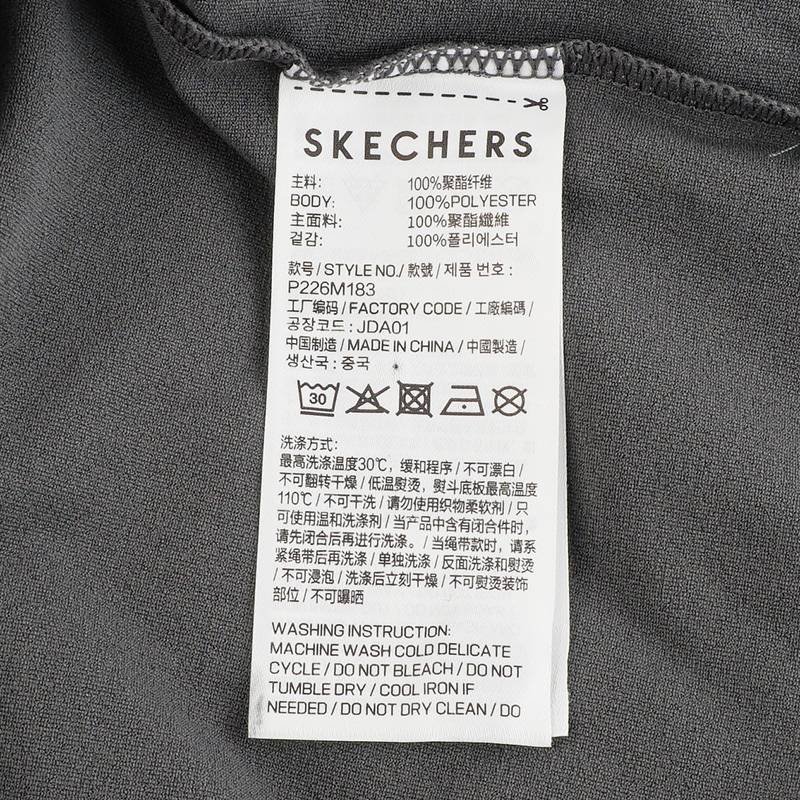 SKECHERS
主料: 100%聚酯纤维
BODY: 100%POLYESTER
主面料: 100%聚酯纖維
겉감: 100%폴리에스터
款号 / STYLE NO./ 款號 / 제품 번호 :
P226M183
工厂编码 / FACTORY CODE / 工廠編碼 /
공장코드 : JDA01
中国制造 / MADE IN CHINA / 中國製造 /
생산국 : 중국
30
洗涤方式:
最高洗涤温度30℃，缓和程序 / 不可漂白 /
不可翻转干燥 / 低温熨烫，熨斗底板最高温度
110℃ / 不可干洗 / 请勿使用织物柔软剂 / 只
可使用温和洗涤剂 / 当产品中含有闭合件时，
请先闭合后再进行洗涤。/ 当绳带款时，请系
紧绳带后再洗涤 / 单独洗涤 / 反面洗涤和熨烫
/ 不可浸泡 / 洗涤后立刻干燥 / 不可熨烫装饰
部位 / 不可曝晒
WASHING INSTRUCTION:
MACHINE WASH COLD DELICATE
CYCLE / DO NOT BLEACH / DO NOT
TUMBLE DRY / COOL IRON IF
NEEDED / DO NOT DRY CLEAN / DO